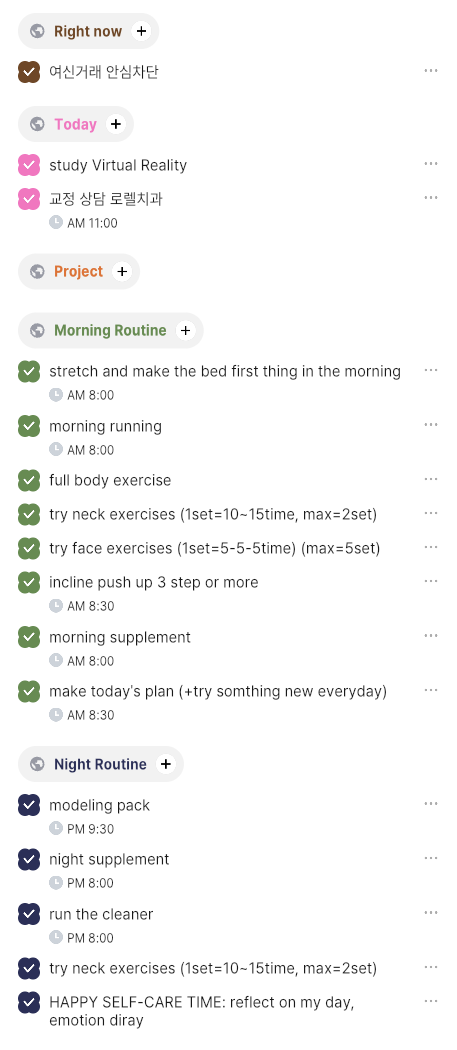 Right now
여신거래 안심차단
Today
study Virtual Reality
교정 상담 로렐치과
AM 11:00
Project
Morning Routine
stretch and make the bed first thing in the morning
AM 8:00
morning running
AM 8:00
full body exercise
try neck exercises (1set=10~15time, max=2set)
try face exercises (1set=5-5-5time) (max=5set)
incline push up 3 step or more
AM 8:30
morning supplement
AM 8:00
make today's plan (+try somthing new everyday)
AM 8:30
Night Routine
modeling pack
PM 9:30
night supplement
PM 8:00
run the cleaner
PM 8:00
try neck exercises (1set=10~15time, max=2set)
HAPPY SELF-CARE TIME: reflect on my day,
emotion diray